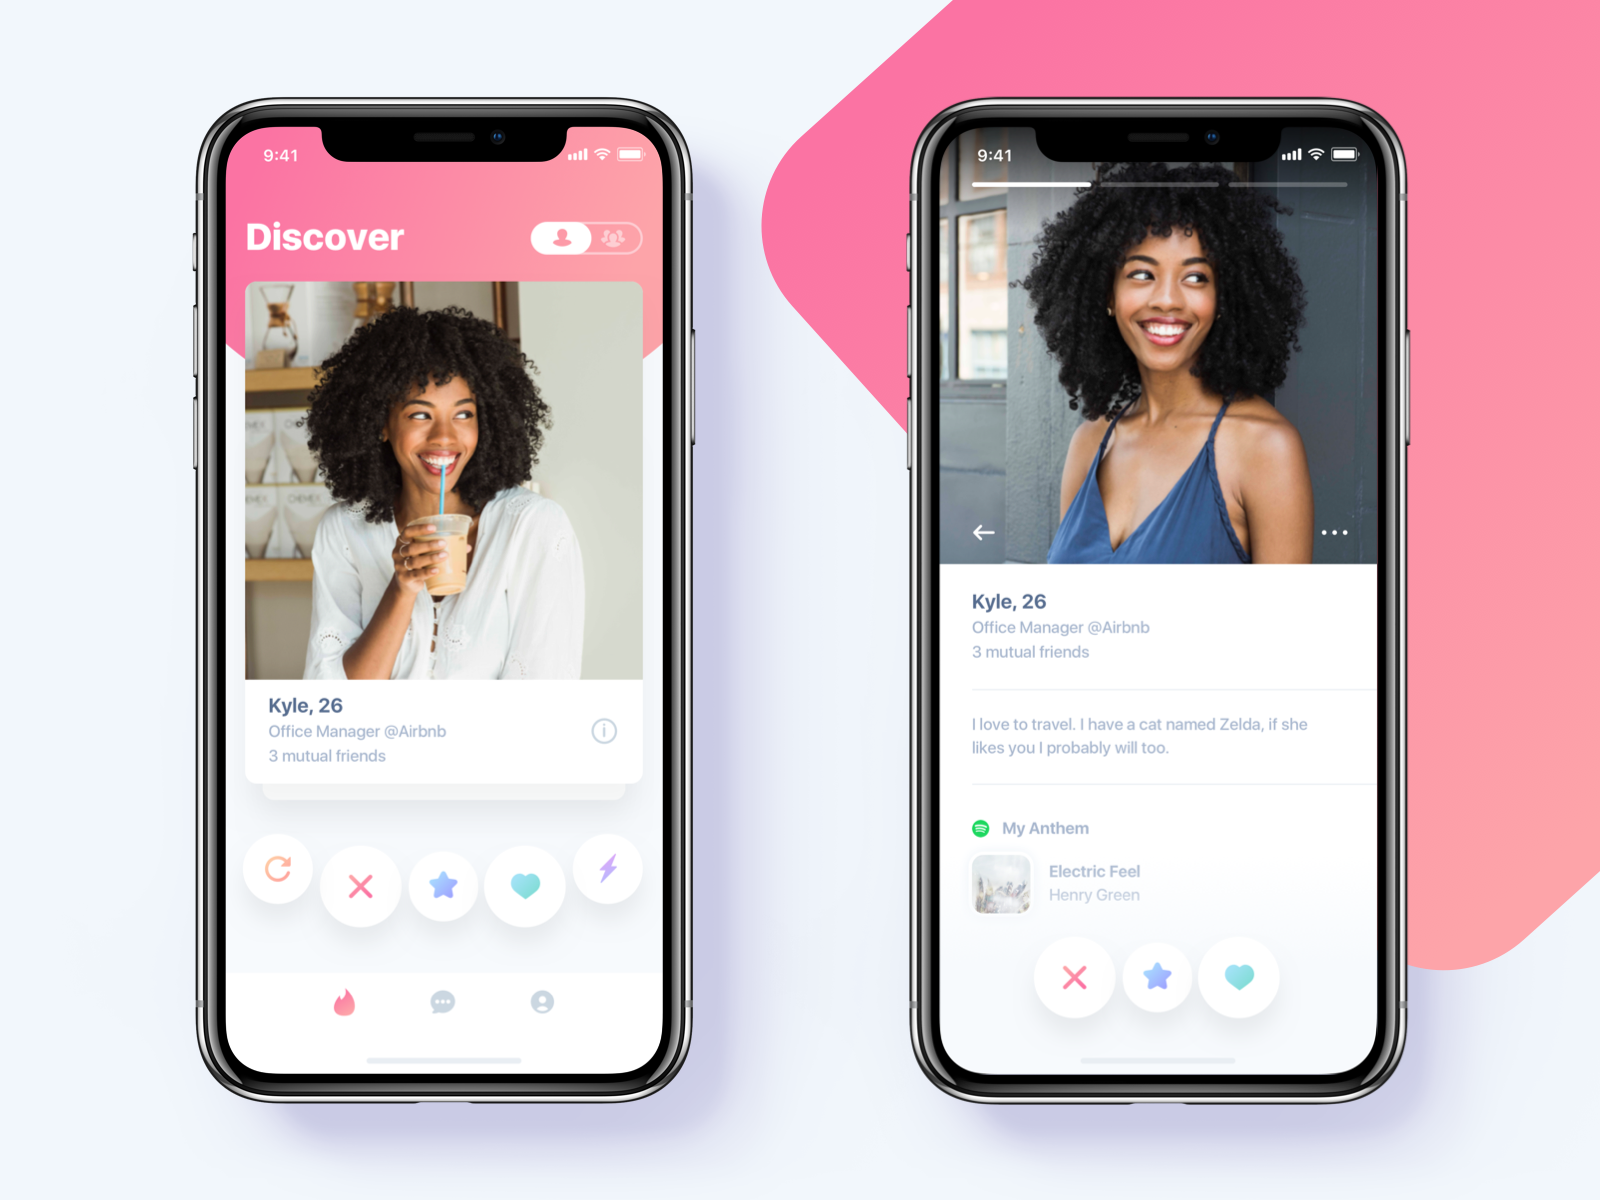 9:41
Discover
CHEMEX
Kyle, 26
Office Manager @Airbnb
3 mutual friends
9:41
Kyle, 26
Office Manager @Airbnb
3 mutual friends
I love to travel. I have a cat named Zelda, if she
likes you I probably will too.
My Anthem
Electric Feel
Henry Green